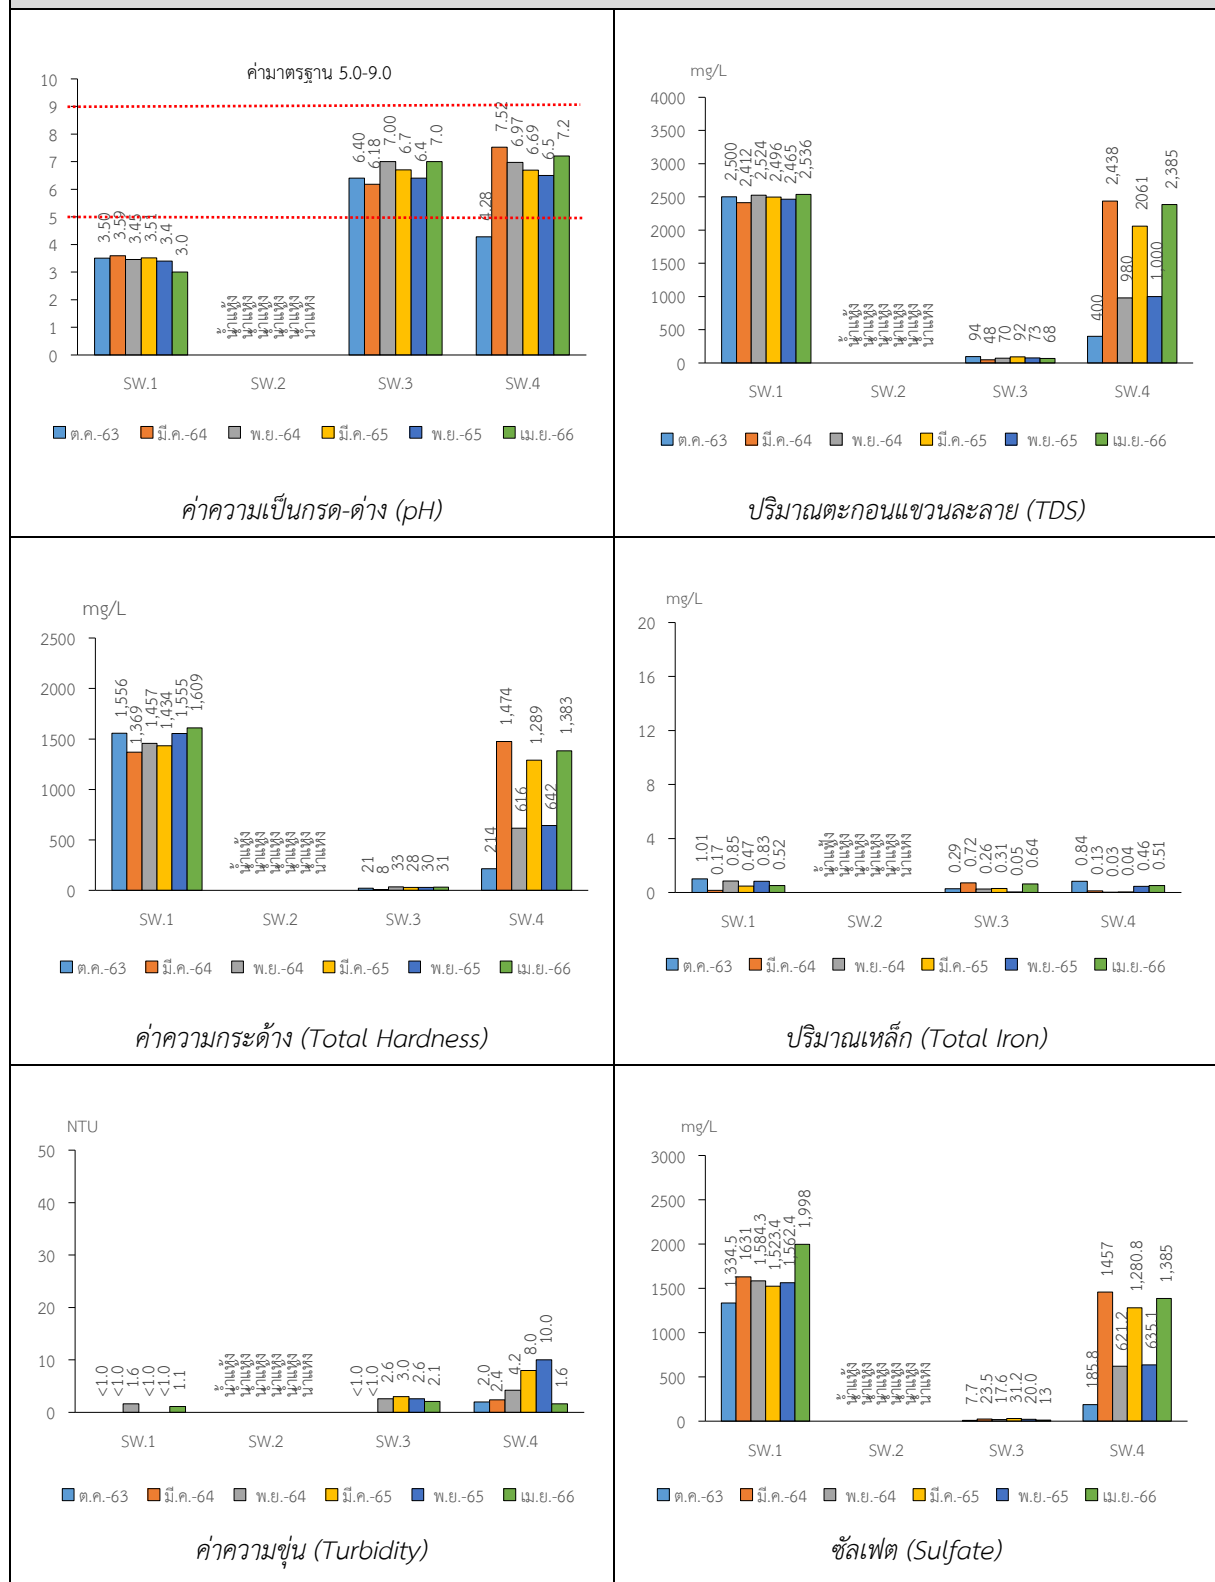 ค่ามาตรฐาน 5.0-9.0
10
9
8
7
6
5
4
3
2
1
0
3.50 3.59 3.45 3.51 3.4 3.0
น้ำแห้ง น้ำแห้ง น้ำแห้ง น้ำแห้ง น้ำแห้ง น้ำแห้ง
6.40 6.18 7.00 6.7 6.4 7.0
4.28 7.52 6.97 6.69 6.5 7.2
SW.1 SW.2 SW.3 SW.4
ต.ค.-63 มี.ค.-64 พ.ย.-64 มี.ค.-65 พ.ย.-65 เม.ย.-66
ค่าความเป็นกรด-ด่าง (pH)
mg/L
4000
3500
3000
2500
2000
1500
1000
500
0
2,500 2,412 2,524 2,496 2,465 2,536
น้ำแห้ง น้ำแห้ง น้ำแห้ง น้ำแห้ง น้ำแห้ง น้ำแห้ง
94 48 70 92 73 68
400 2,438 980 2061 1,000 2,385
SW.1 SW.2 SW.3 SW.4
ต.ค.-63 มี.ค.-64 พ.ย.-64 มี.ค.-65 พ.ย.-65 เม.ย.-66
ปริมาณตะกอนแขวนละลาย (TDS)
mg/L
2500
2000
1500
1000
500
0
1,556 1,369 1,457 1,434 1,555 1,609
น้ำแห้ง น้ำแห้ง น้ำแห้ง น้ำแห้ง น้ำแห้ง น้ำแห้ง
21 8 33 28 30 31
214 1,474 616 1,289 642 1,383
SW.1 SW.2 SW.3 SW.4
ต.ค.-63 มี.ค.-64 พ.ย.-64 มี.ค.-65 พ.ย.-65 เม.ย.-66
ค่าความกระด้าง (Total Hardness)
mg/L
20
16
12
8
4
0
1.01 0.17 0.85 0.47 0.83 0.52
น้ำแห้ง น้ำแห้ง น้ำแห้ง น้ำแห้ง น้ำแห้ง น้ำแห้ง
0.29 0.72 0.26 0.31 0.05 0.64
0.84 0.13 0.03 0.04 0.46 0.51
SW.1 SW.2 SW.3 SW.4
ต.ค.-63 มี.ค.-64 พ.ย.-64 มี.ค.-65 พ.ย.-65 เม.ย.-66
ปริมาณเหล็ก (Total Iron)
NTU
50
40
30
20
10
0
<1.0 <1.0 1.6 <1.0 <1.0 1.1
น้ำแห้ง น้ำแห้ง น้ำแห้ง น้ำแห้ง น้ำแห้ง น้ำแห้ง
<1.0 <1.0 2.6 3.0 2.6 2.1
2.0 2.4 4.2 8.0 10.0 1.6
SW.1 SW.2 SW.3 SW.4
ต.ค.-63 มี.ค.-64 พ.ย.-64 มี.ค.-65 พ.ย.-65 เม.ย.-66
ค่าความขุ่น (Turbidity)
mg/L
3000
2500
2000
1500
1000
500
0
1,334.5 1631 1,584.3 1,523.4 1,562.4 1,998
น้ำแห้ง น้ำแห้ง น้ำแห้ง น้ำแห้ง น้ำแห้ง น้ำแห้ง
7.7 23.5 17.6 31.2 20.0 13
185.8 1457 621.2 1,280.8 635.1 1,385
SW.1 SW.2 SW.3 SW.4
ต.ค.-63 มี.ค.-64 พ.ย.-64 มี.ค.-65 พ.ย.-65 เม.ย.-66
ซัลเฟต (Sulfate)